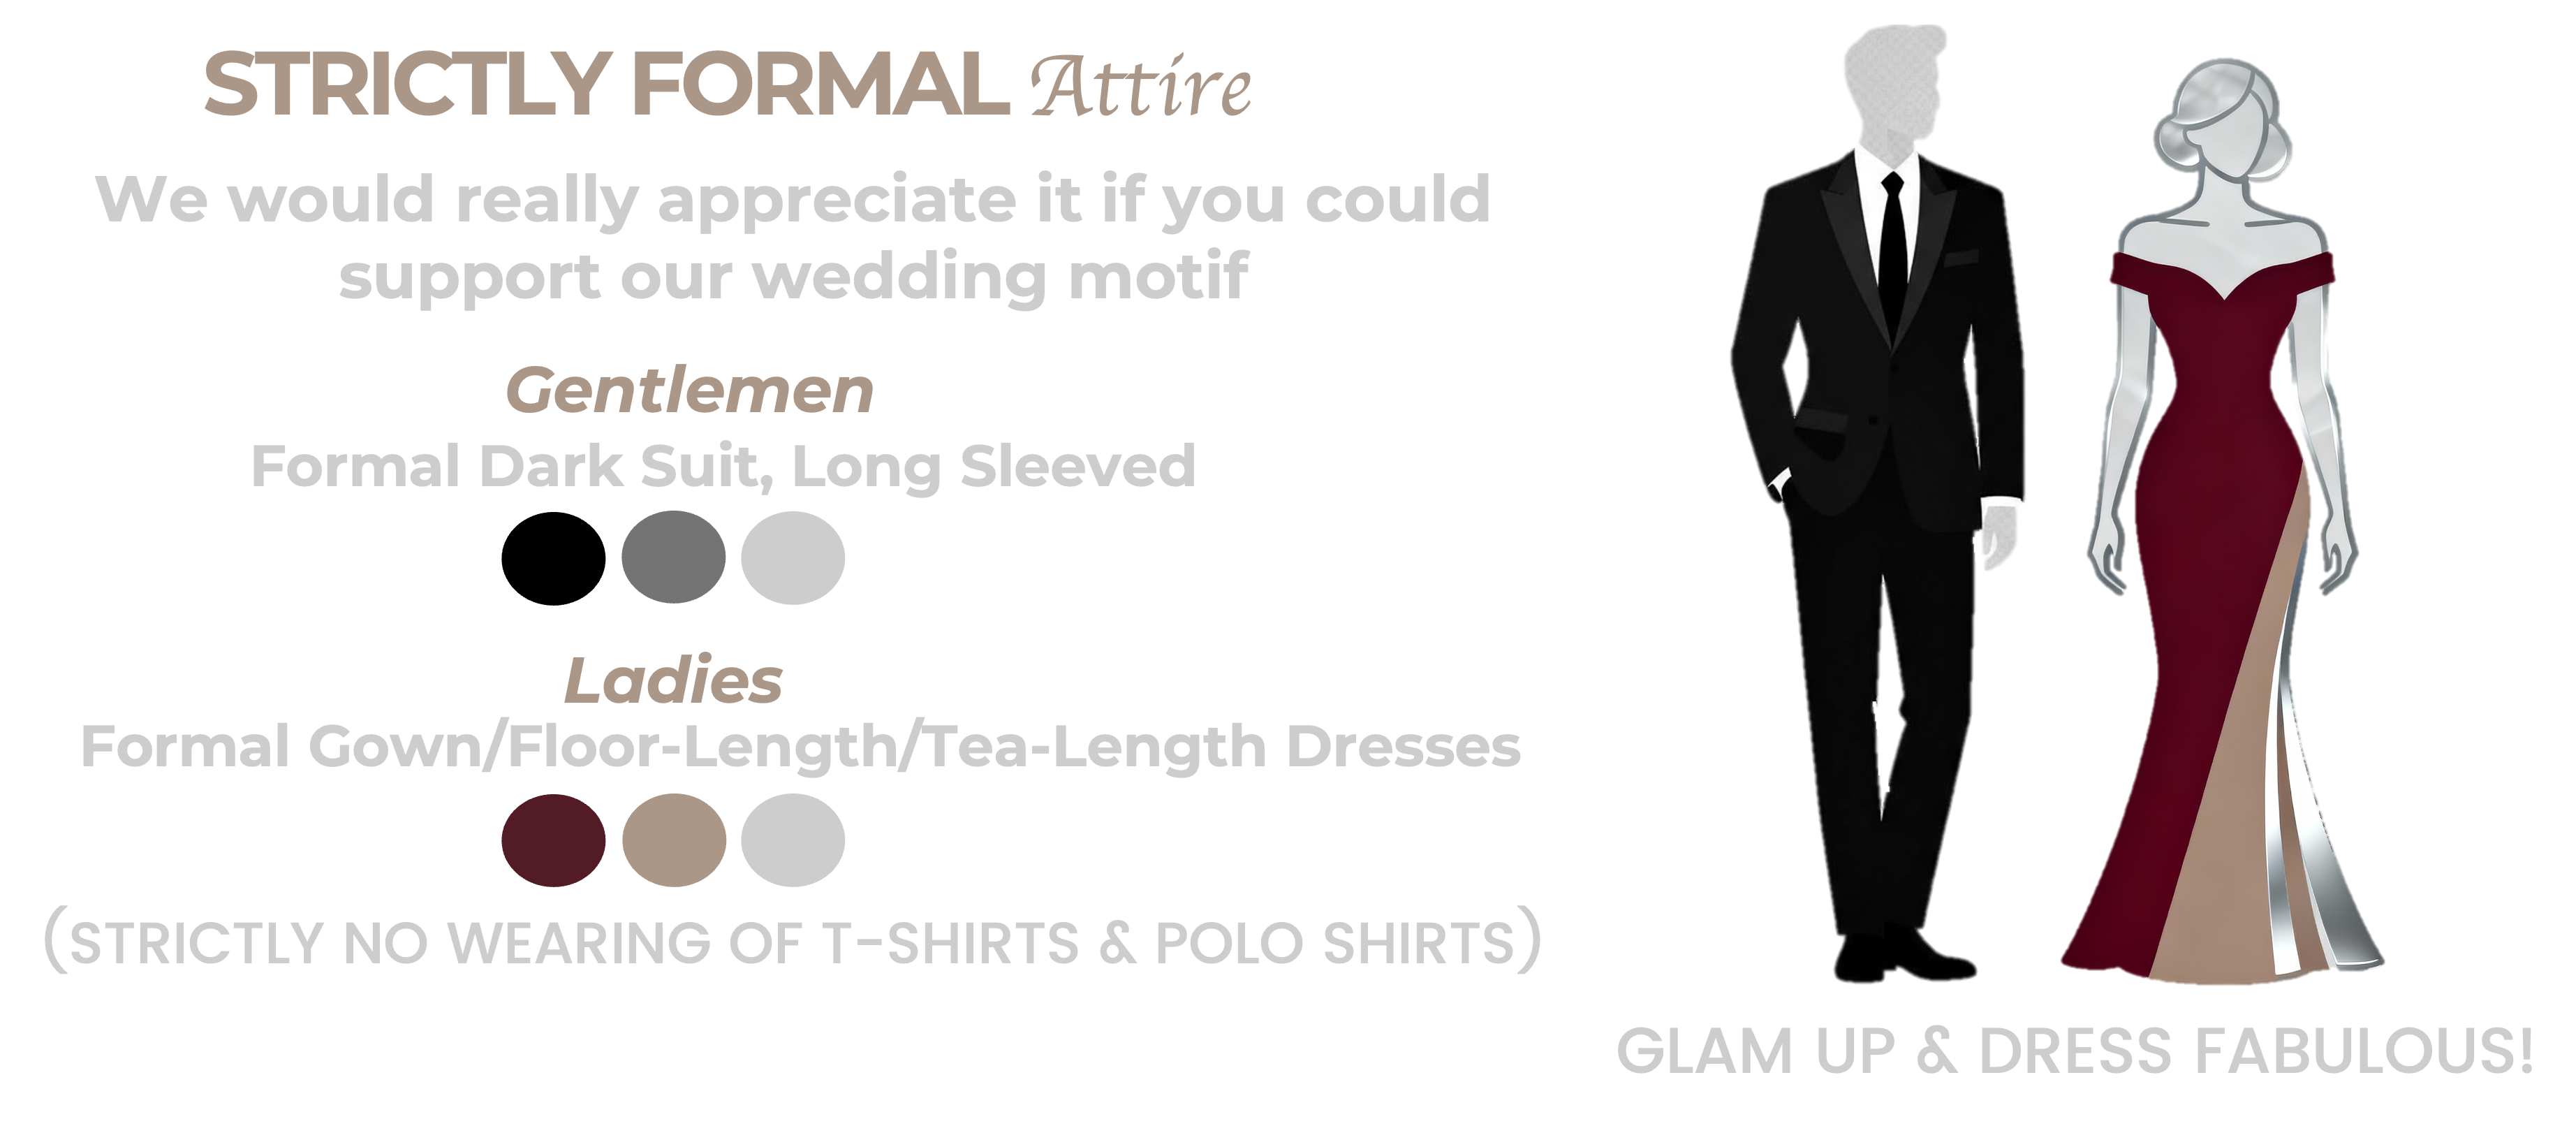 STRICTLY FORMAL Attire
We would really appreciate it if you could
support our wedding motif
Gentlemen
Formal Dark Suit, Long Sleeved
Ladies
Formal Gown/Floor-Length/Tea-Length Dresses
(STRICTLY NO WEARING OF T-SHIRTS & POLO SHIRTS)
GLAM UP & DRESS FABULOUS!